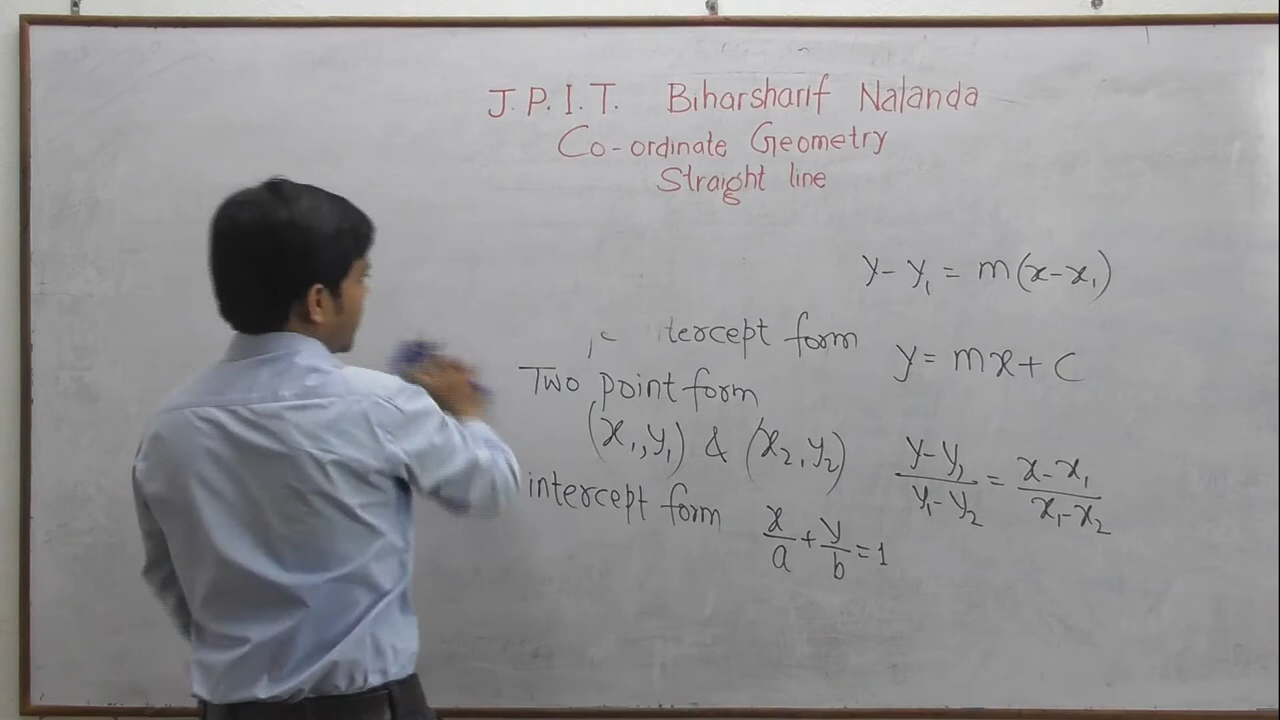 J.P.I.T. Biharsharif Nalanda
Co-ordinate Geometry
Straight line
y - y₁ = m(x - x₁)
tercept form y = mx + c
Two point form
(x₁, y₁) & (x₂, y₂) y - y₁ / y₁ - y₂ = x - x₁ / x₁ - x₂
intercept form x/a + y/b = 1